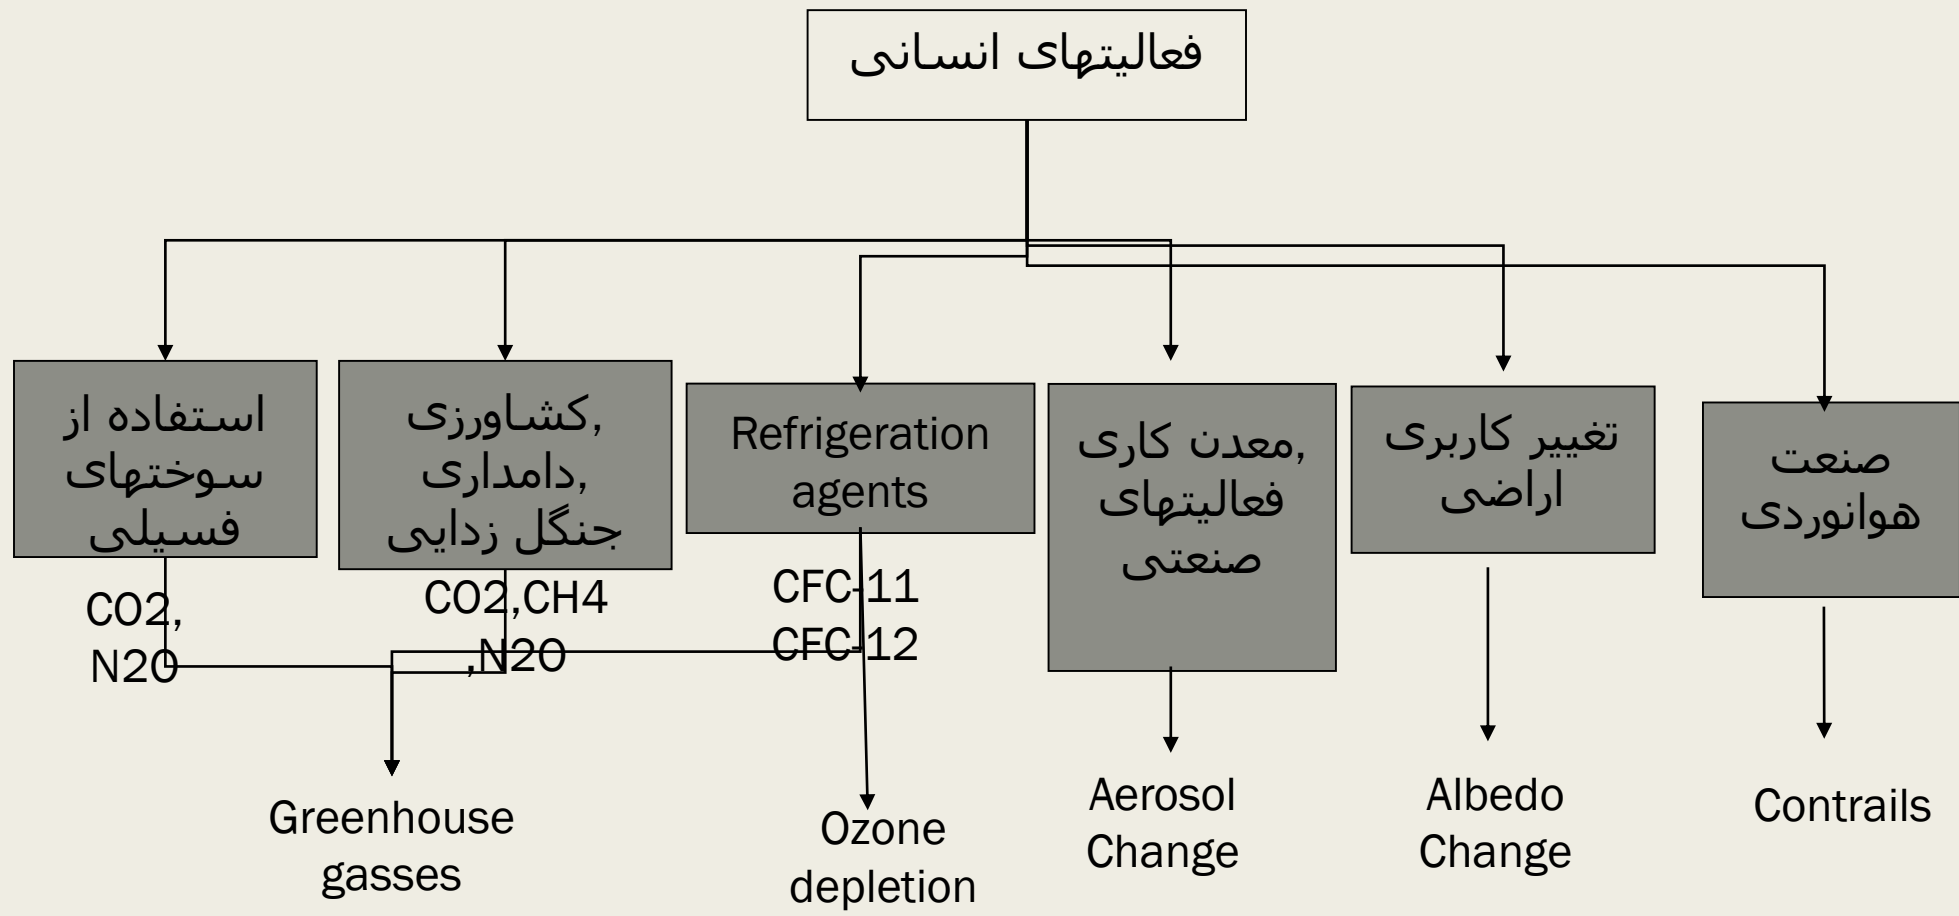 فعالیتهای انسانی
استفاده از
سوختهای
فسیلی
کشاورزی,
دامداری,
جنگل زدایی
Refrigeration
agents
معدن کاری,
فعالیتهای
صنعتی
تغییر کاربری
اراضی
صنعت
هوانوردی
CO2,
N2O
CO2,CH4
,N2O
CFC-11
CFC-12
Greenhouse
gasses
Ozone
depletion
Aerosol
Change
Albedo
Change
Contrails